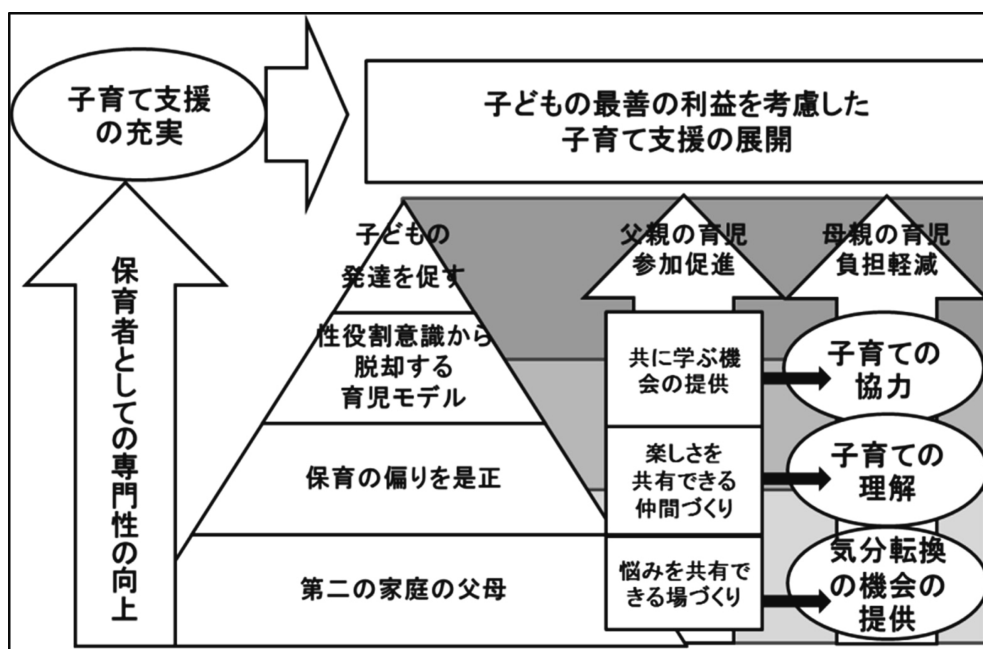 子育て支援
の充実
子どもの最善の利益を考慮した
子育て支援の展開
保育者としての専門性の向上
子どもの
発達を促す
性役割意識から
脱却する
育児モデル
保育の偏りを是正
第二の家庭の父母
父親の育児
参加促進
共に学ぶ機
会の提供
楽しさを
共有できる
仲間づくり
悩みを共有で
きる場づくり
母親の育児
負担軽減
子育ての
協力
子育ての
理解
気分転換
の機会の
提供